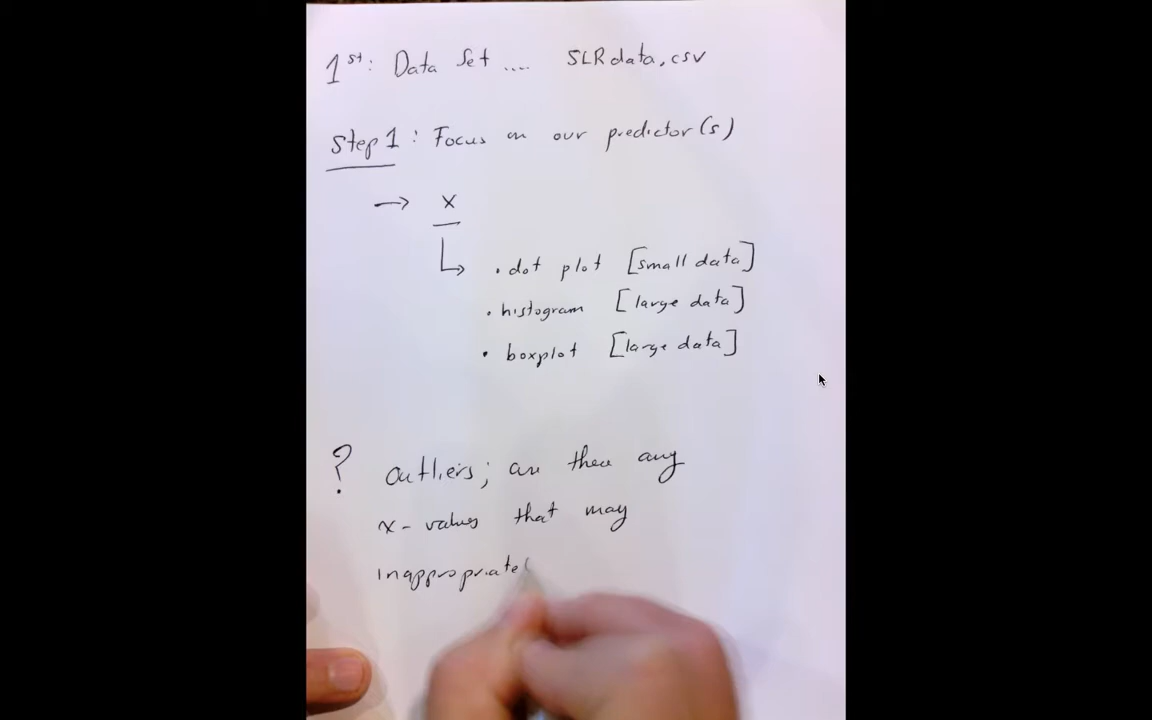 1st: Data Set .... SLRdata.csv
Step 1: Focus on our predictor(s)
→ x
• dot plot [small data]
• histogram [large data]
• boxplot [large data]
? outliers; are there any
x-values that may
inappropriatel